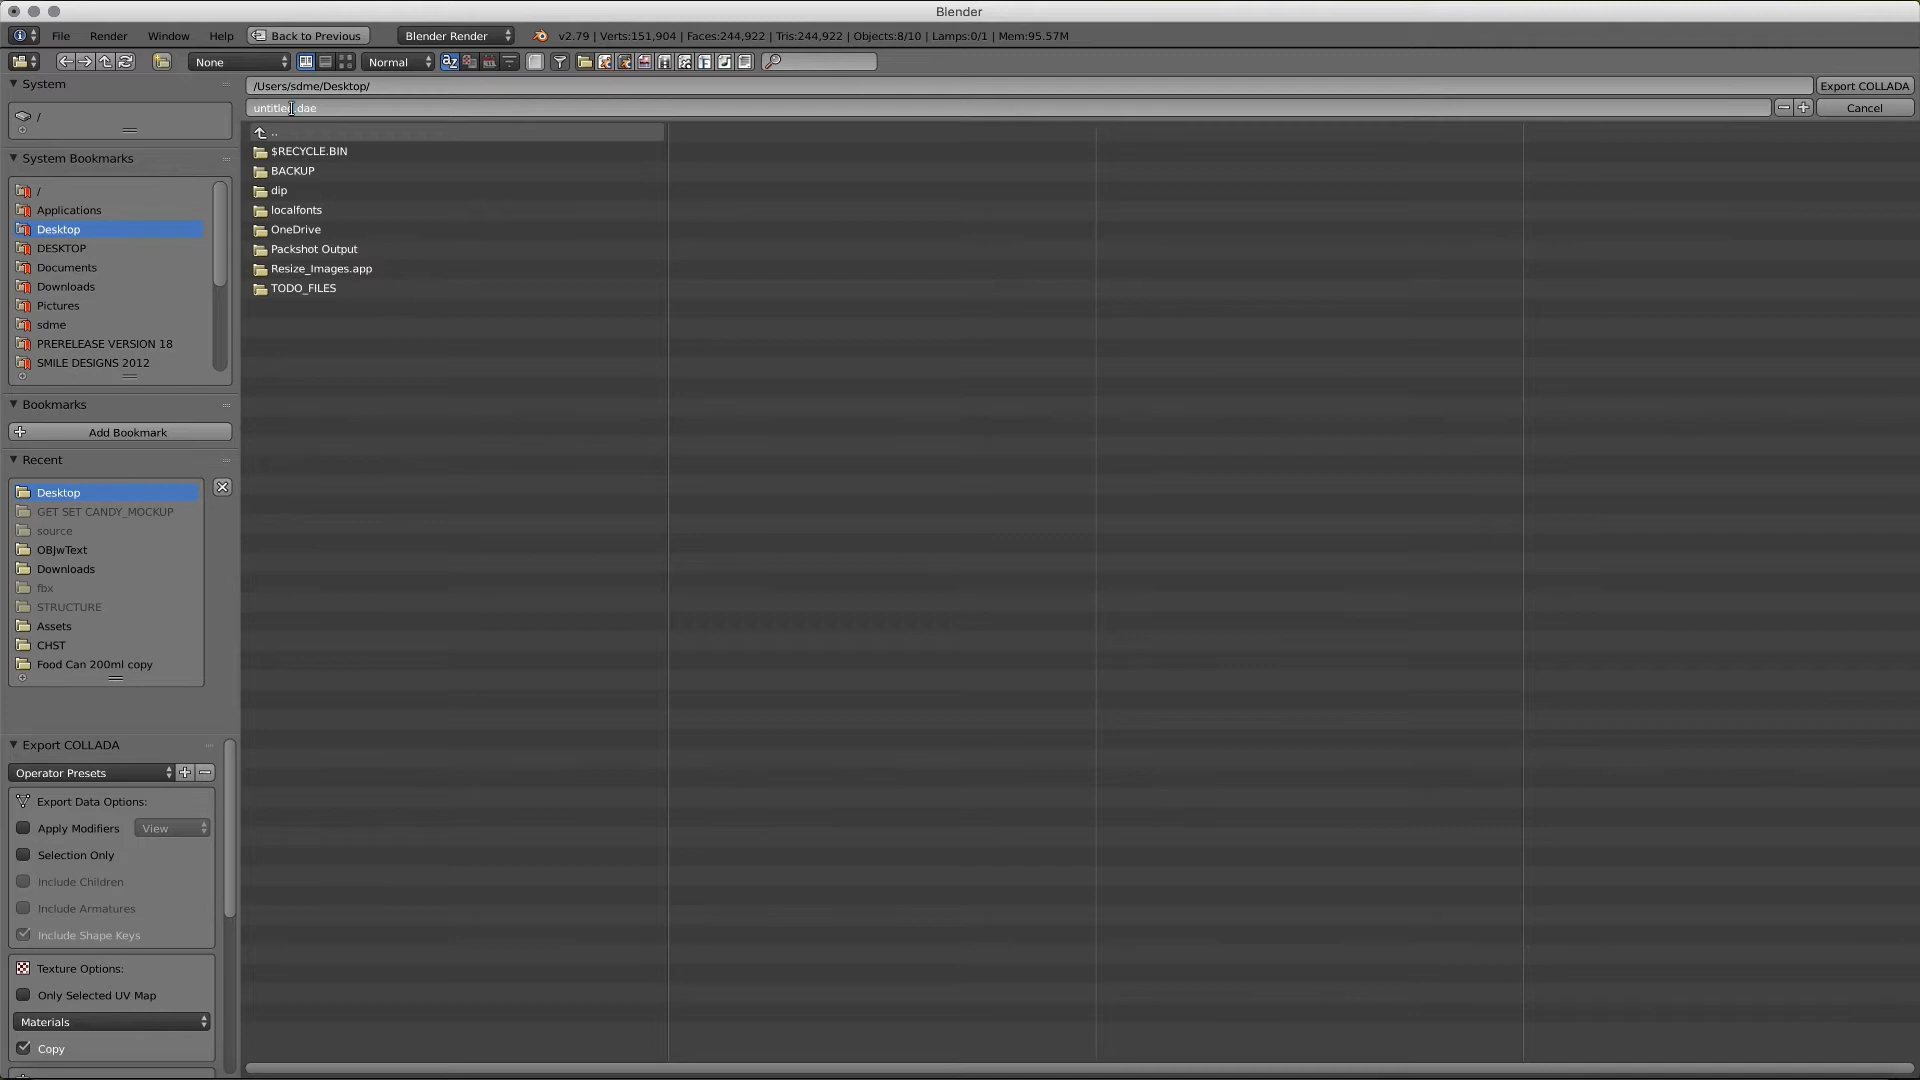 Blender
File Render Window Help Back to Previous Blender Render v2.79 | Verts:151,904 | Faces:244,922 | Tris:244,922 | Objects:8/10 | Lamps:0/1 | Mem:95.57M
None Normal
System
/
System Bookmarks
/
Applications
Desktop
DESKTOP
Documents
Downloads
Pictures
sdme
PRERELEASE VERSION 18
SMILE DESIGNS 2012
Bookmarks
Add Bookmark
Recent
Desktop
GET SET CANDY_MOCKUP
source
OBJwText
Downloads
fbx
STRUCTURE
Assets
CHST
Food Can 200ml copy
Export COLLADA
Operator Presets
Export Data Options:
Apply Modifiers View
Selection Only
Include Children
Include Armatures
Include Shape Keys
Texture Options:
Only Selected UV Map
Materials
Copy
/Users/sdme/Desktop/ Export COLLADA
untitled.dae Cancel
..
$RECYCLE.BIN
BACKUP
dip
localfonts
OneDrive
Packshot Output
Resize_Images.app
TODO_FILES